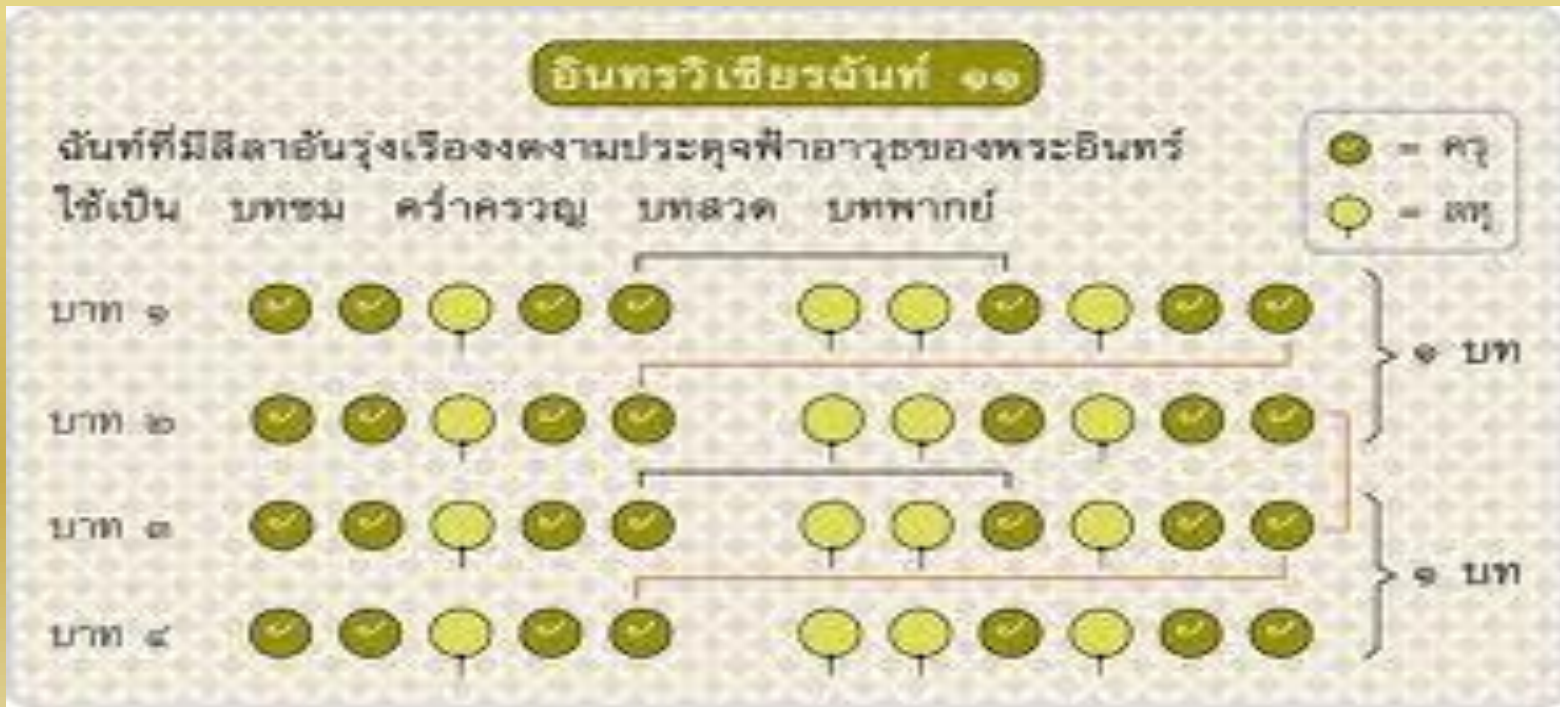 อินทรวิเชียรฉันท์ ๑๑
ฉันท์ที่มีลีลาอันรุ่งเรืองงดงามประดุจฟ้าอาวุธของพระอินทร์
ใช้เป็น บทชม คร่ำครวญ บทสวด บทพากย์
= ครุ
= ลหุ
บาท ๑
๑ บท
บาท ๒
บาท ๓
๑ บท
บาท ๔